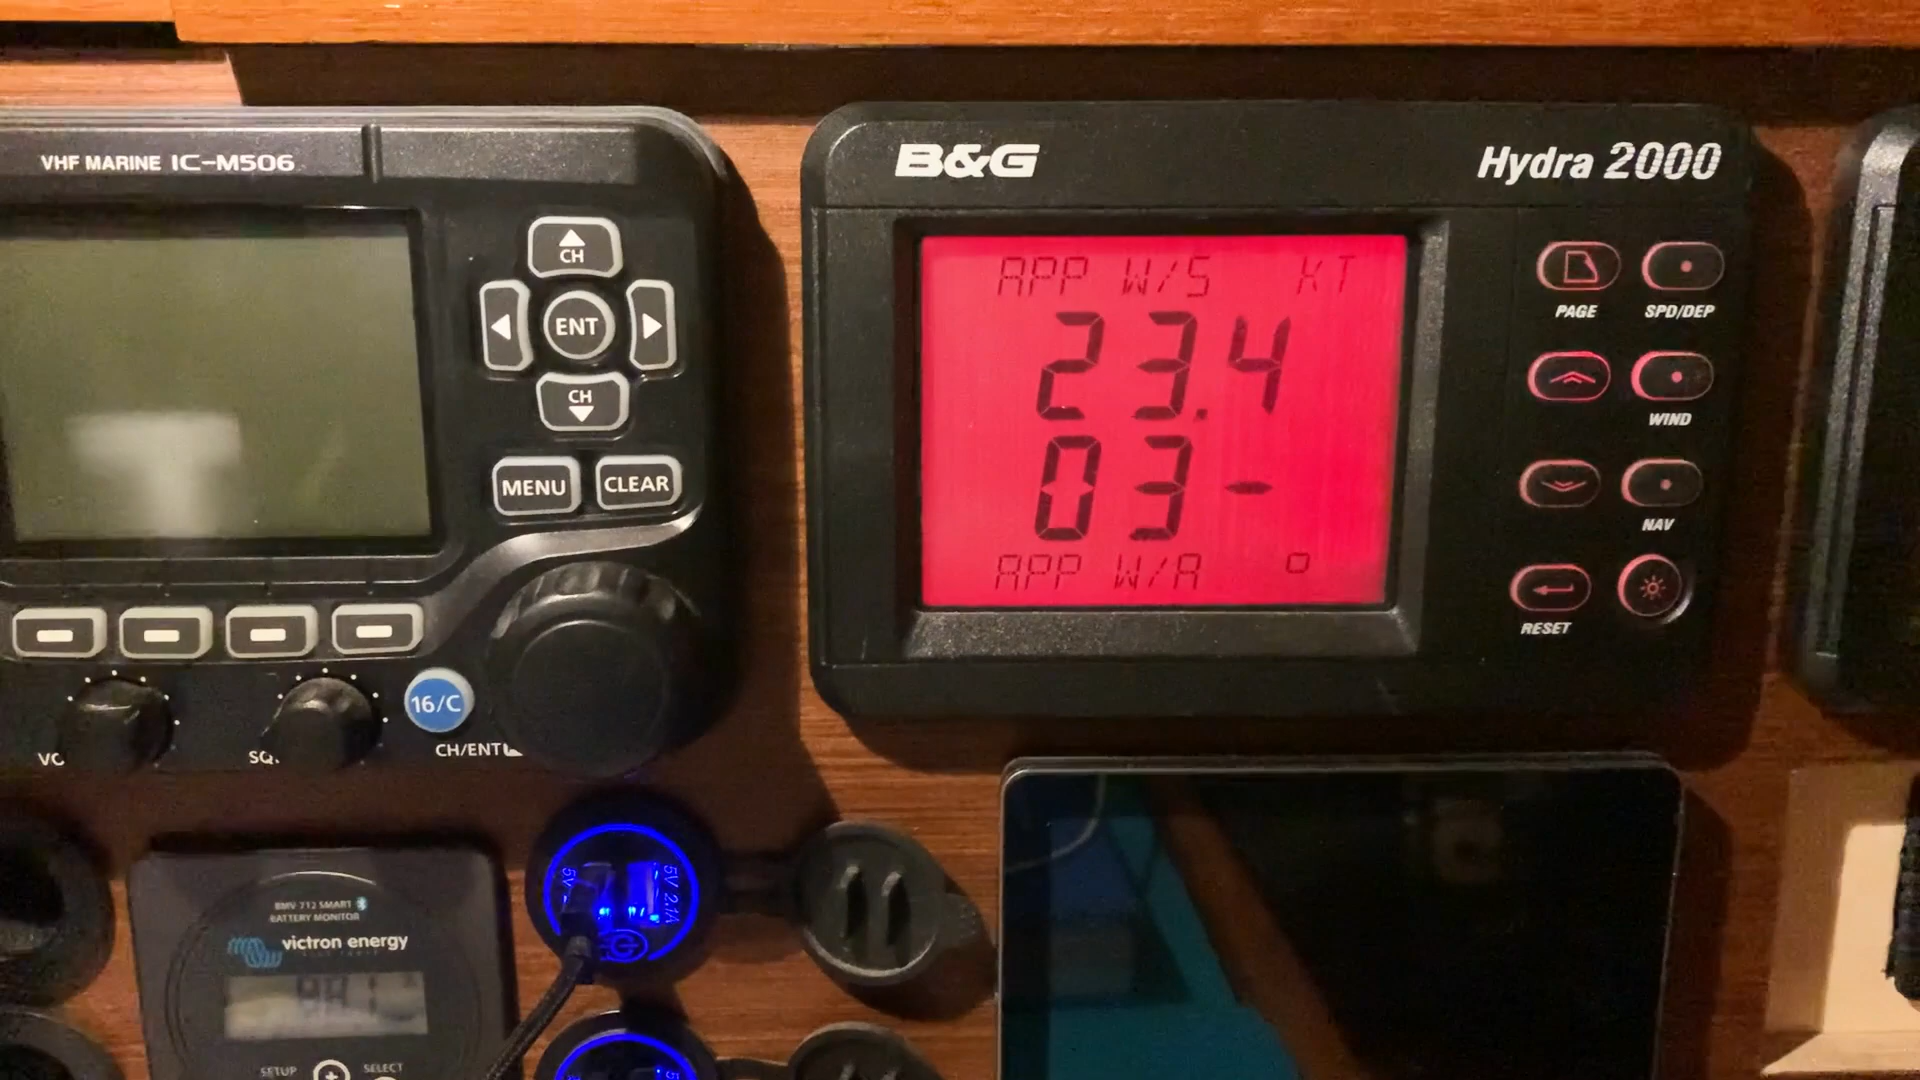 VHF MARINE IC-M506
CH
ENT
CH
MENU CLEAR
16/C
CH/ENT
B&G
Hydra 2000
APP W/S KT
23.4
03-
APP W/A °
PAGE SPD/DEP
WIND
NAV
RESET
BMV-712 SMART
BATTERY MONITOR
victron energy
SETUP SELECT
5V
5V 2.1A